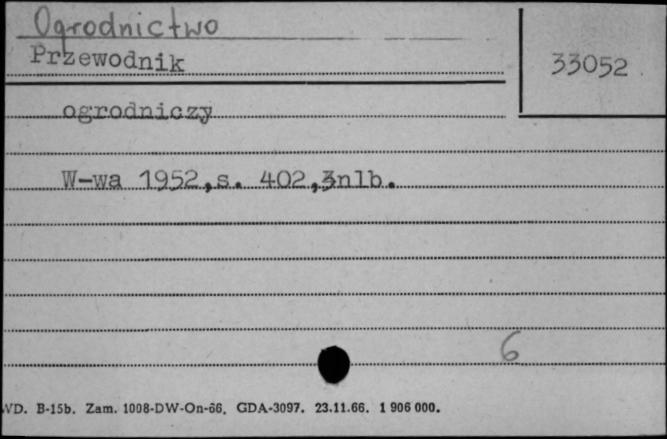 Ogrodnictwo
Przewodnik
33052
ogrodniczy
W-wa 1952,s. 402,3nlb.
6
WD. B-15b. Zam. 1008-DW-On-66. GDA-3097. 23.11.66. 1 906 000.